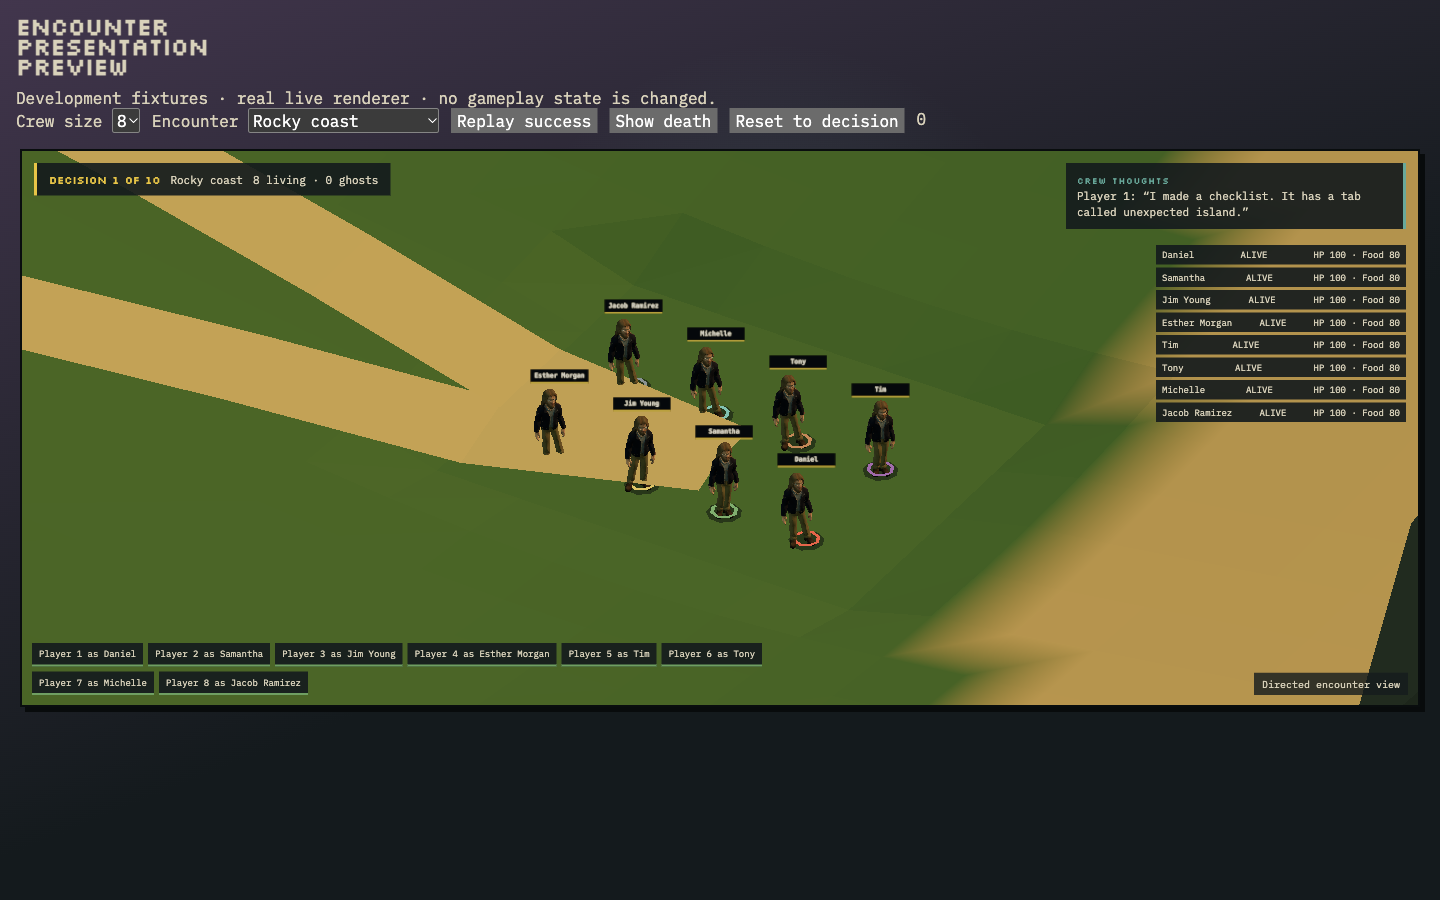 ENCOUNTER
PRESENTATION
PREVIEW
Development fixtures · real live renderer · no gameplay state is changed.
Crew size 8 Encounter Rocky coast Replay success Show death Reset to decision 0
DECISION 1 OF 10 Rocky coast 8 living · 0 ghosts
CREW THOUGHTS
Player 1: “I made a checklist. It has a tab
called unexpected island.”
Daniel ALIVE HP 100 · Food 80
Samantha ALIVE HP 100 · Food 80
Jim Young ALIVE HP 100 · Food 80
Esther Morgan ALIVE HP 100 · Food 80
Tim ALIVE HP 100 · Food 80
Tony ALIVE HP 100 · Food 80
Michelle ALIVE HP 100 · Food 80
Jacob Ramirez ALIVE HP 100 · Food 80
Jacob Ramirez
Michelle
Tony
Esther Morgan
Tim
Jim Young
Samantha
Daniel
Player 1 as Daniel Player 2 as Samantha Player 3 as Jim Young Player 4 as Esther Morgan Player 5 as Tim Player 6 as Tony
Player 7 as Michelle Player 8 as Jacob Ramirez
Directed encounter view